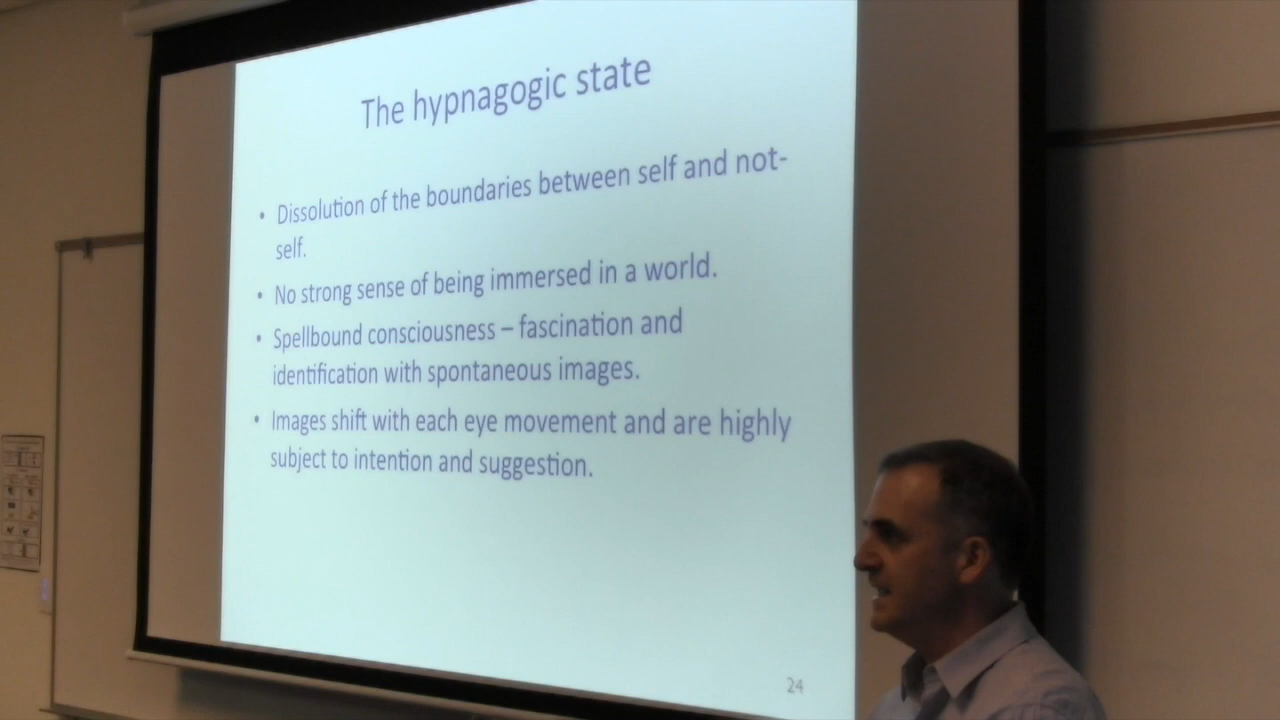 The hypnagogic state
• Dissolution of the boundaries between self and not-
self.
• No strong sense of being immersed in a world.
• Spellbound consciousness – fascination and
identification with spontaneous images.
• Images shift with each eye movement and are highly
subject to intention and suggestion.
24